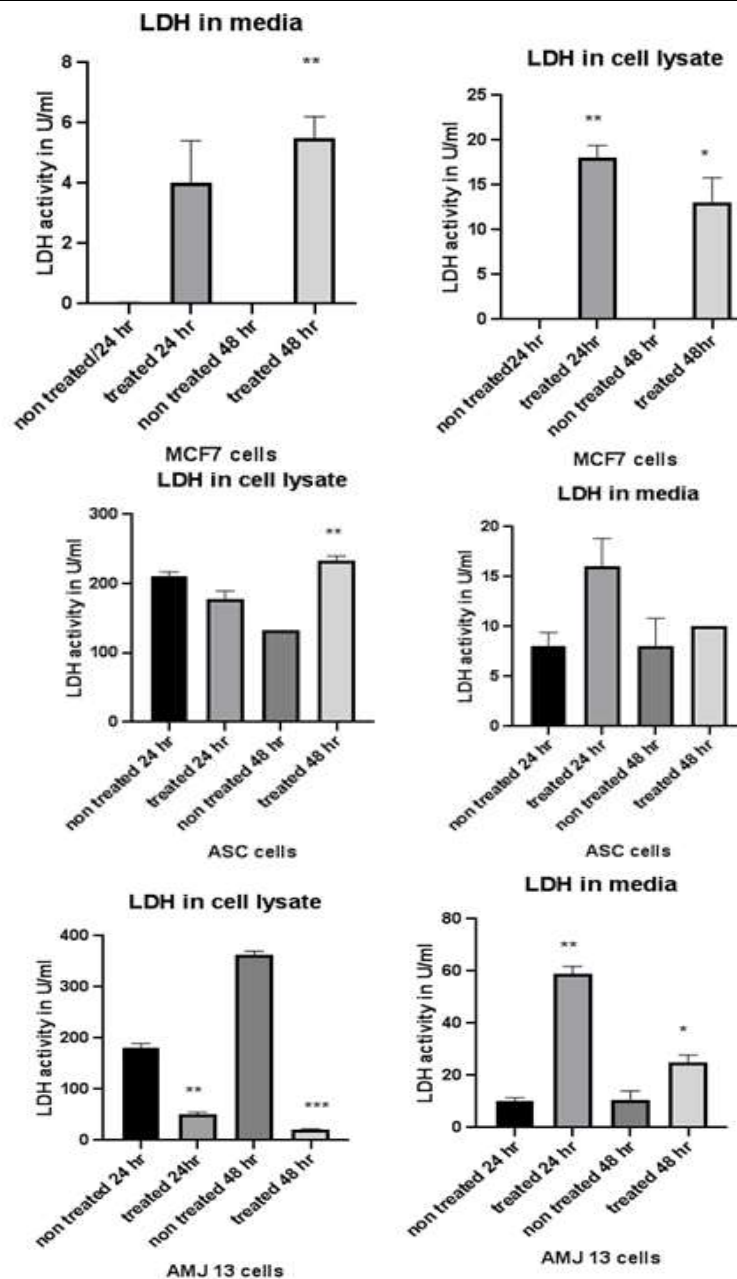 LDH in media
LDH activity in U/ml
8
6
4
2
0
**
non treated/24 hr
treated 24 hr
non treated 48 hr
treated 48 hr
MCF7 cells
LDH in cell lysate
LDH activity in U/ml
25
20
15
10
5
0
**
*
non treated24 hr
treated 24hr
non treated 48 hr
treated 48hr
MCF7 cells
LDH in cell lysate
LDH activity in U/ml
300
200
100
0
**
non treated 24 hr
treated 24 hr
non treated 48 hr
treated 48 hr
ASC cells
LDH in media
LDH activity in U/ml
20
15
10
5
0
non treated 24 hr
treated 24 hr
non treated 48 hr
treated 48 hr
ASC cells
LDH in cell lysate
LDH activity in U/ml
400
300
200
100
0
**
***
non treated 24 hr
treated 24hr
non treated 48 hr
treated 48 hr
AMJ 13 cells
LDH in media
LDH activity in U/ml
80
60
40
20
0
**
*
non treated 24 hr
treated 24 hr
non treated 48 hr
treated 48 hr
AMJ 13 cells